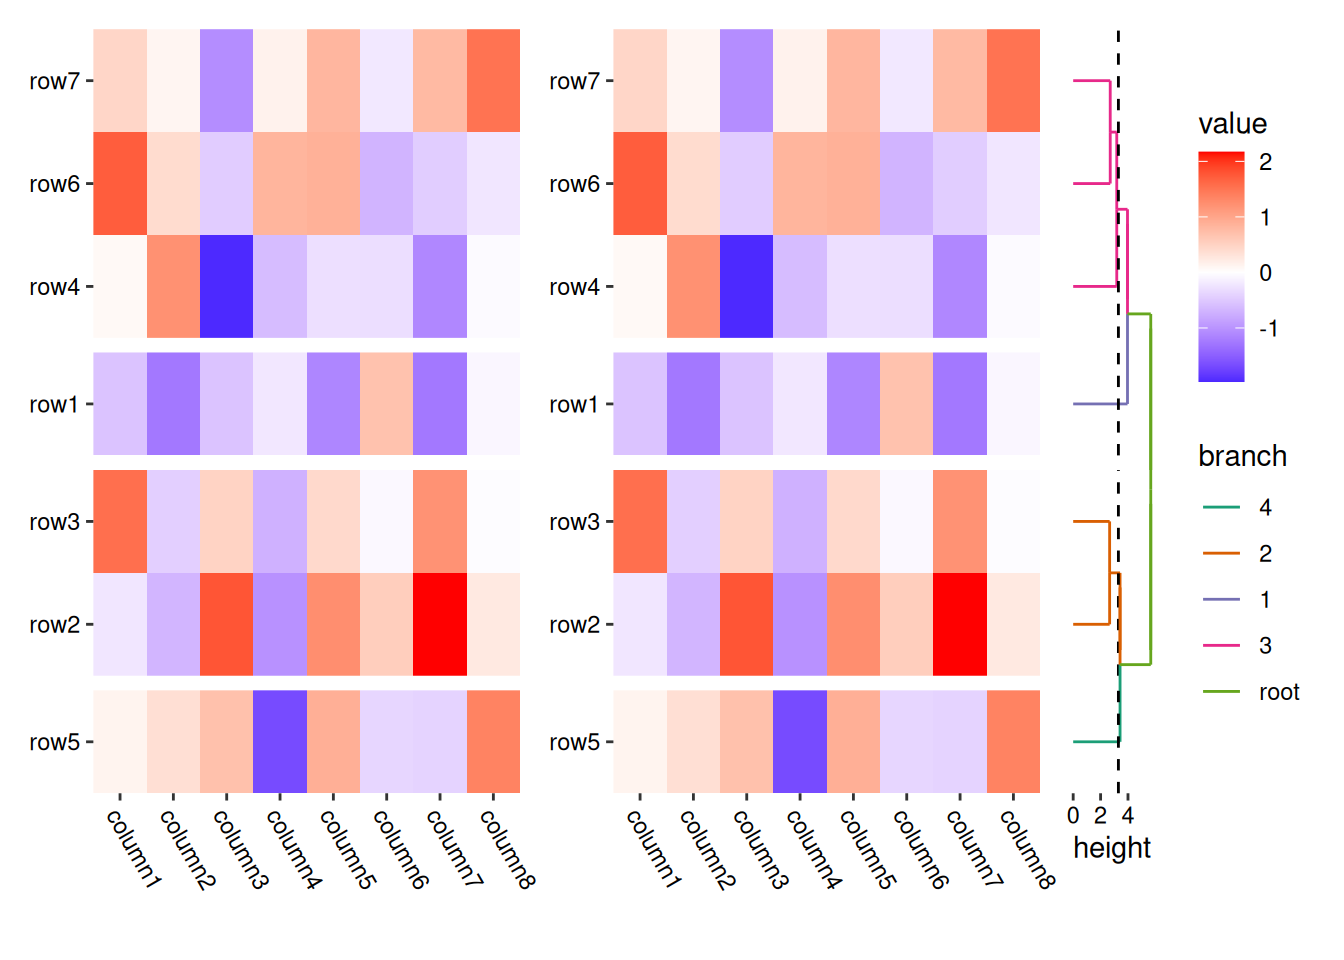 row7
row6
row4
row1
row3
row2
row5
column1
column2
column3
column4
column5
column6
column7
column8
row7
row6
row4
row1
row3
row2
row5
column1
column2
column3
column4
column5
column6
column7
column8
0 2 4
height
value
2
1
0
-1
branch
4
2
1
3
root